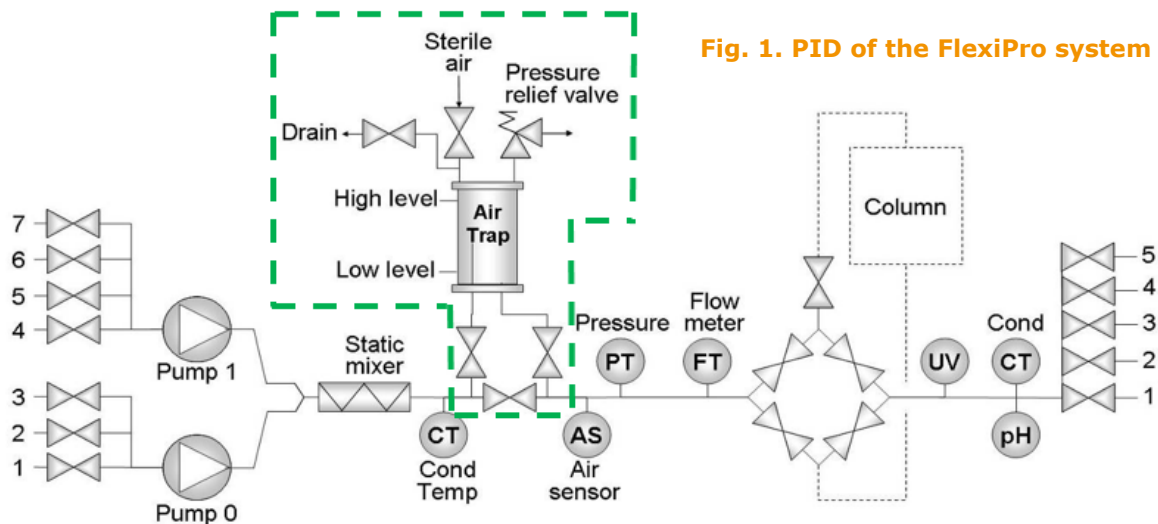 Fig. 1. PID of the FlexiPro system
Sterile
air
Pressure
relief valve
Drain
High level
Air
Trap
Low level
Column
7
6
5
4
Pump 1
3
2
1
Pump 0
Static
mixer
CT
Cond
Temp
AS
Air
sensor
Pressure
PT
Flow
meter
FT
UV
Cond
CT
pH
5
4
3
2
1